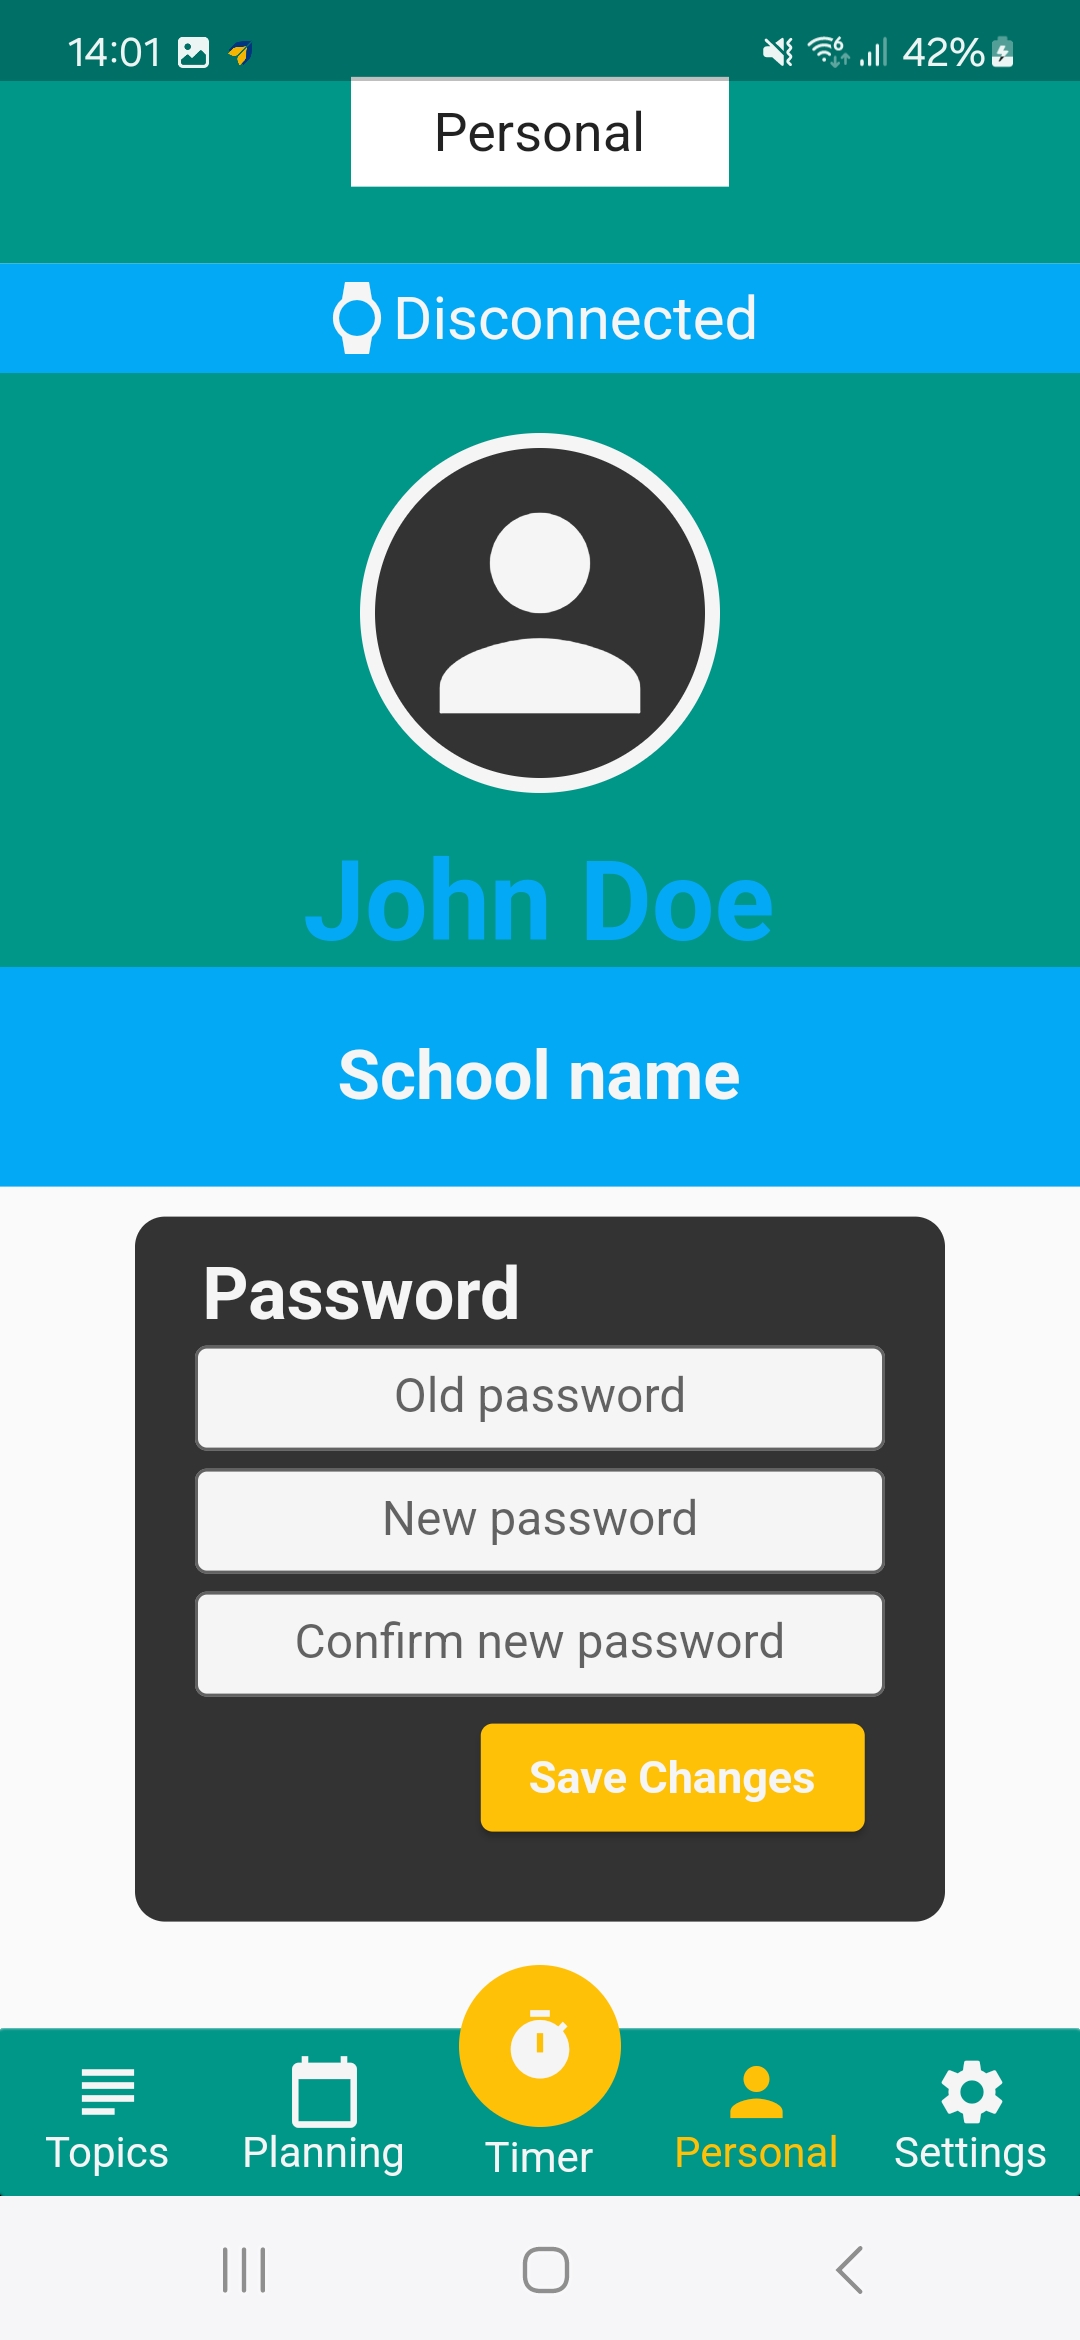 14:01 42%
Personal
Disconnected
John Doe
School name
Password
Old password
New password
Confirm new password
Save Changes
Topics Planning Timer Personal Settings